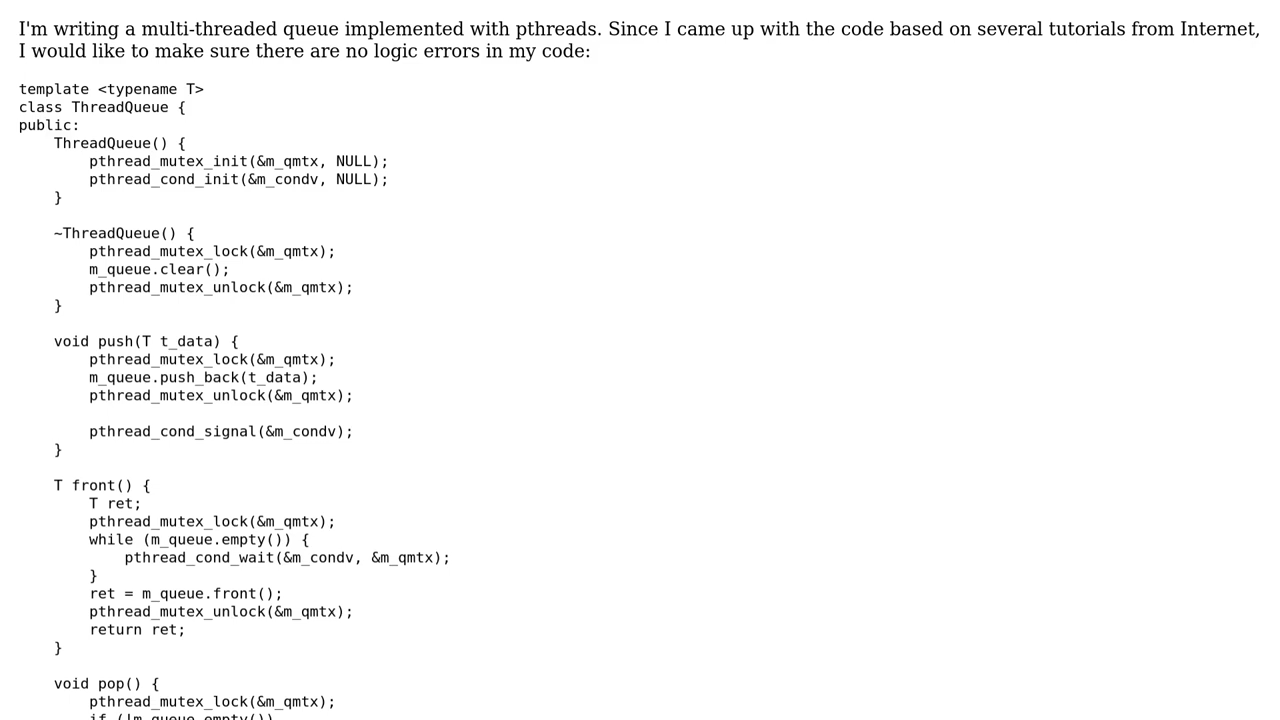 I'm writing a multi-threaded queue implemented with pthreads. Since I came up with the code based on several tutorials from Internet,
I would like to make sure there are no logic errors in my code:
template <typename T>
class ThreadQueue {
public:
    ThreadQueue() {
        pthread_mutex_init(&m_qmtx, NULL);
        pthread_cond_init(&m_condv, NULL);
    }

    ~ThreadQueue() {
        pthread_mutex_lock(&m_qmtx);
        m_queue.clear();
        pthread_mutex_unlock(&m_qmtx);
    }

    void push(T t_data) {
        pthread_mutex_lock(&m_qmtx);
        m_queue.push_back(t_data);
        pthread_mutex_unlock(&m_qmtx);

        pthread_cond_signal(&m_condv);
    }

    T front() {
        T ret;
        pthread_mutex_lock(&m_qmtx);
        while (m_queue.empty()) {
            pthread_cond_wait(&m_condv, &m_qmtx);
        }
        ret = m_queue.front();
        pthread_mutex_unlock(&m_qmtx);
        return ret;
    }

    void pop() {
        pthread_mutex_lock(&m_qmtx);
        if (!m_queue.empty())